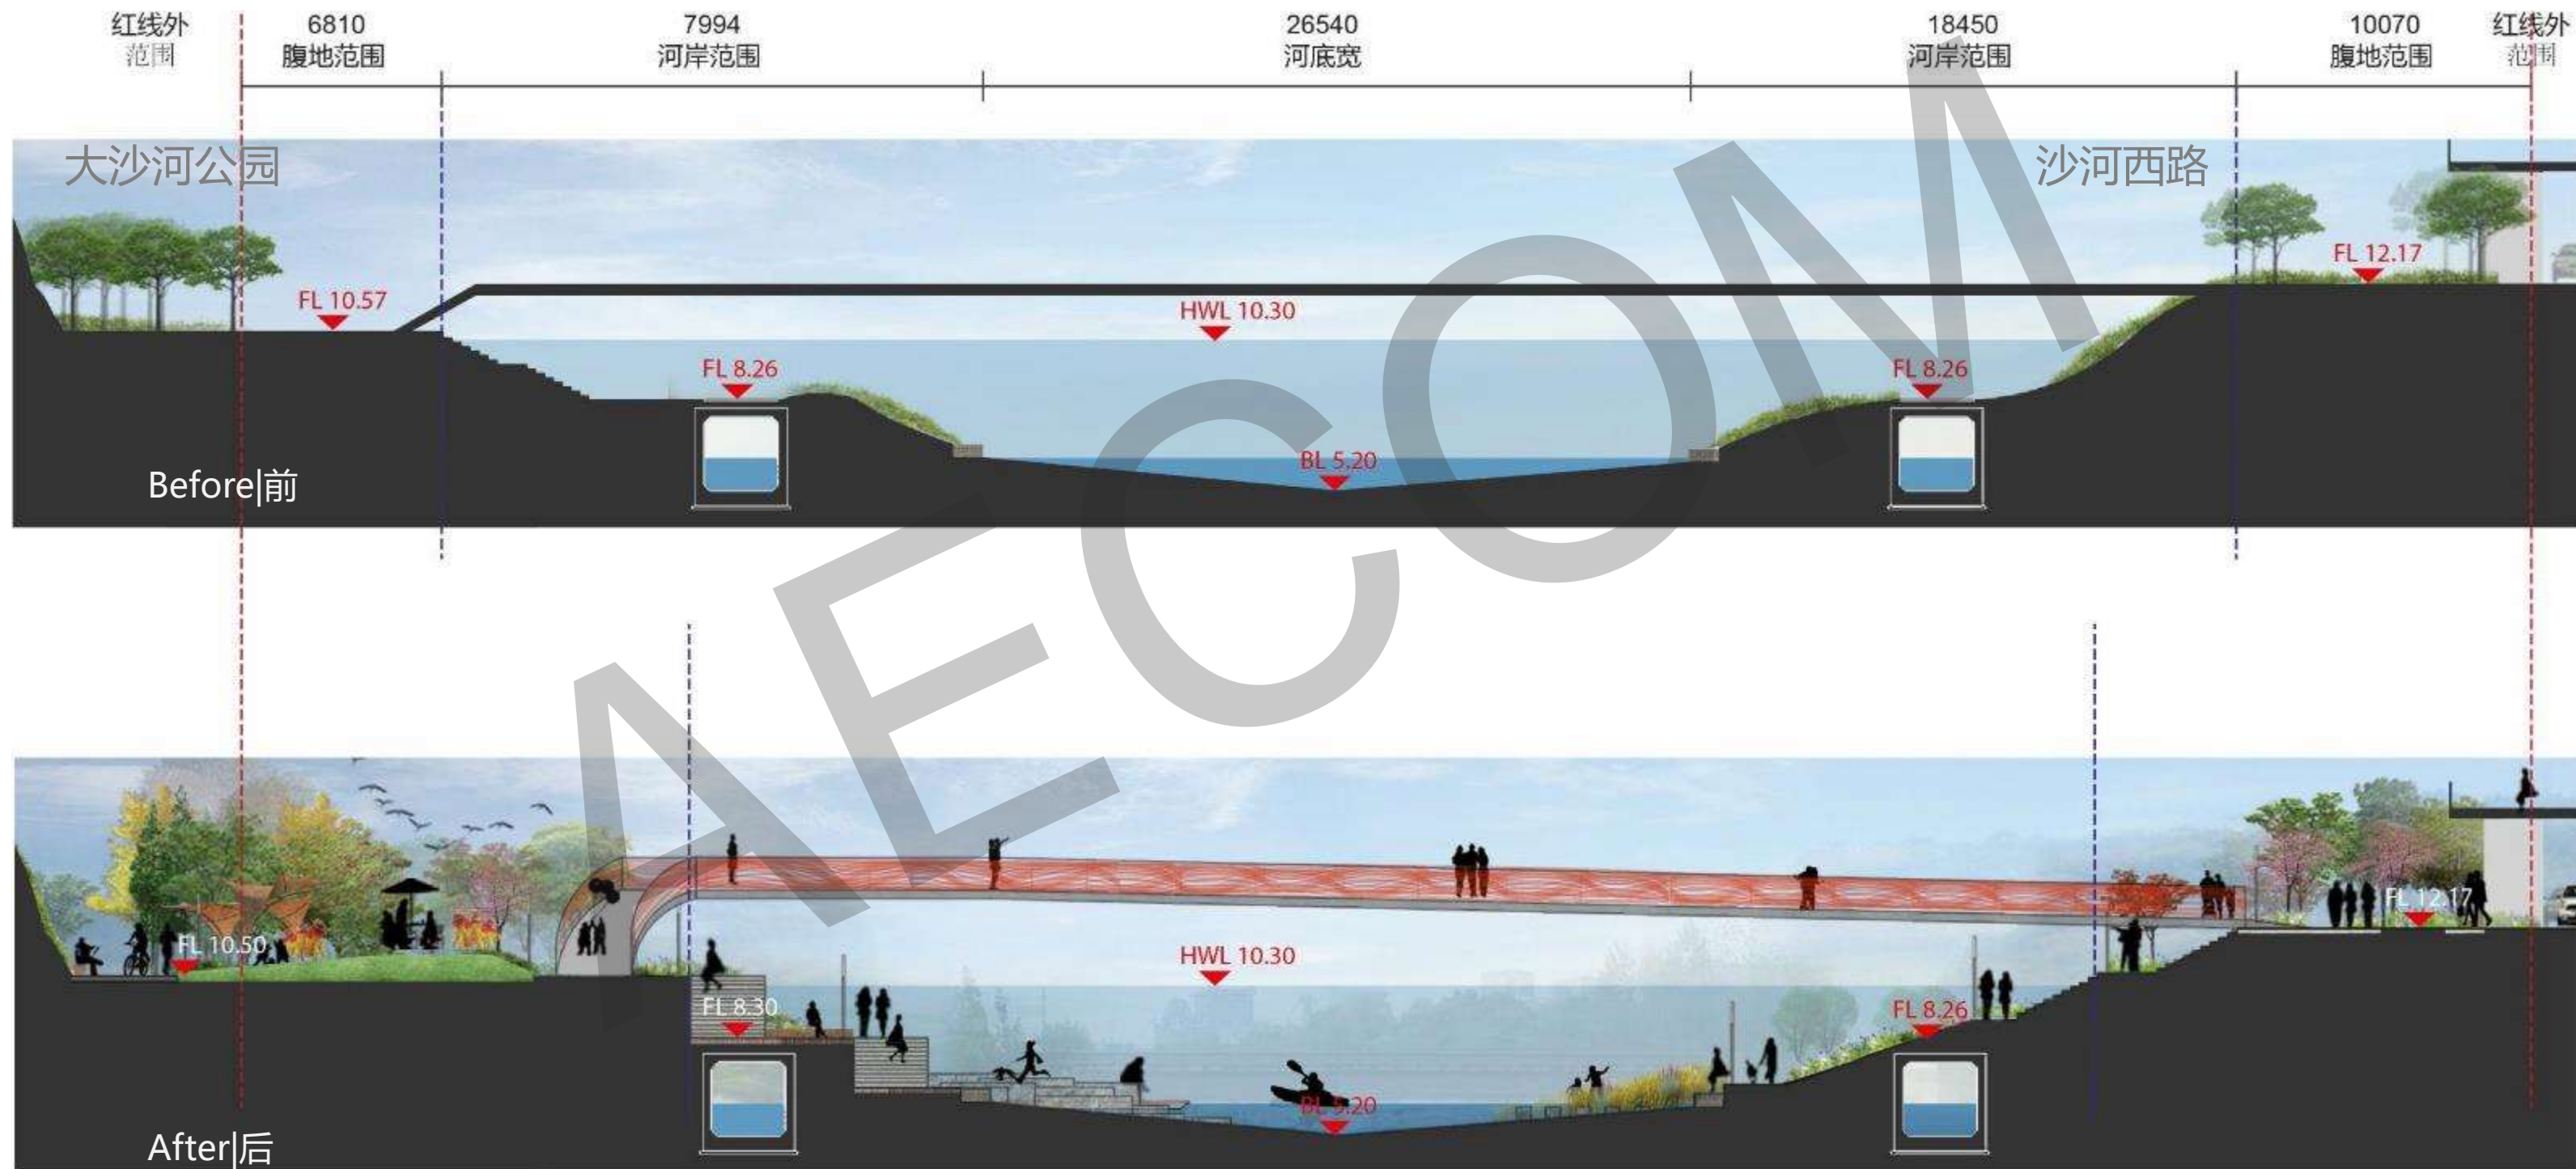 红线外
范围
6810
腹地范围
7994
河岸范围
26540
河底宽
18450
河岸范围
10070
腹地范围
红线外
范围
大沙河公园
沙河西路
FL 10.57
HWL 10.30
FL 12.17
FL 8.26
FL 8.26
BL 5.20
Before|前
AECOM
FL 10.50
HWL 10.30
FL 12.17
FL 8.30
FL 8.26
BL 5.20
After|后